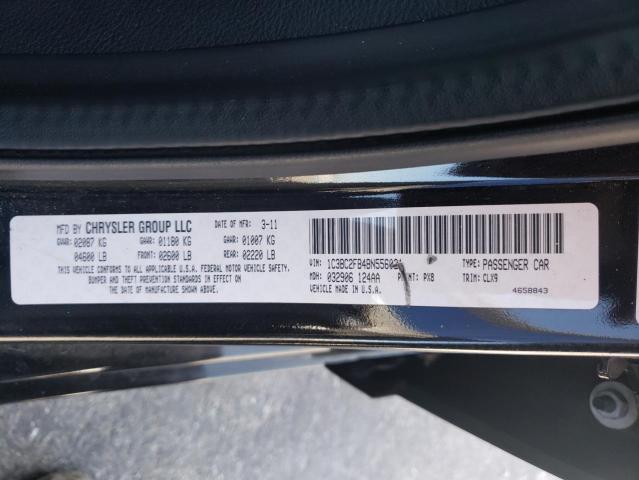 MFD BY CHRYSLER GROUP LLC DATE OF MFR: 3-11
GVWR: 02087 KG GAWR: 01180 KG GAWR: 01007 KG
04600 LB FRONT: 02600 LB REAR: 02220 LB
THIS VEHICLE CONFORMS TO ALL APPLICABLE U.S.A. FEDERAL MOTOR VEHICLE SAFETY,
BUMPER AND THEFT PREVENTION STANDARDS IN EFFECT ON
THE DATE OF MANUFACTURE SHOWN ABOVE.
VIN: TYPE: PASSENGER CAR
MDH: 032906 124AA PAINT: PX8 TRIM: CLX9
VEHICLE MADE IN U.S.A. 4658843